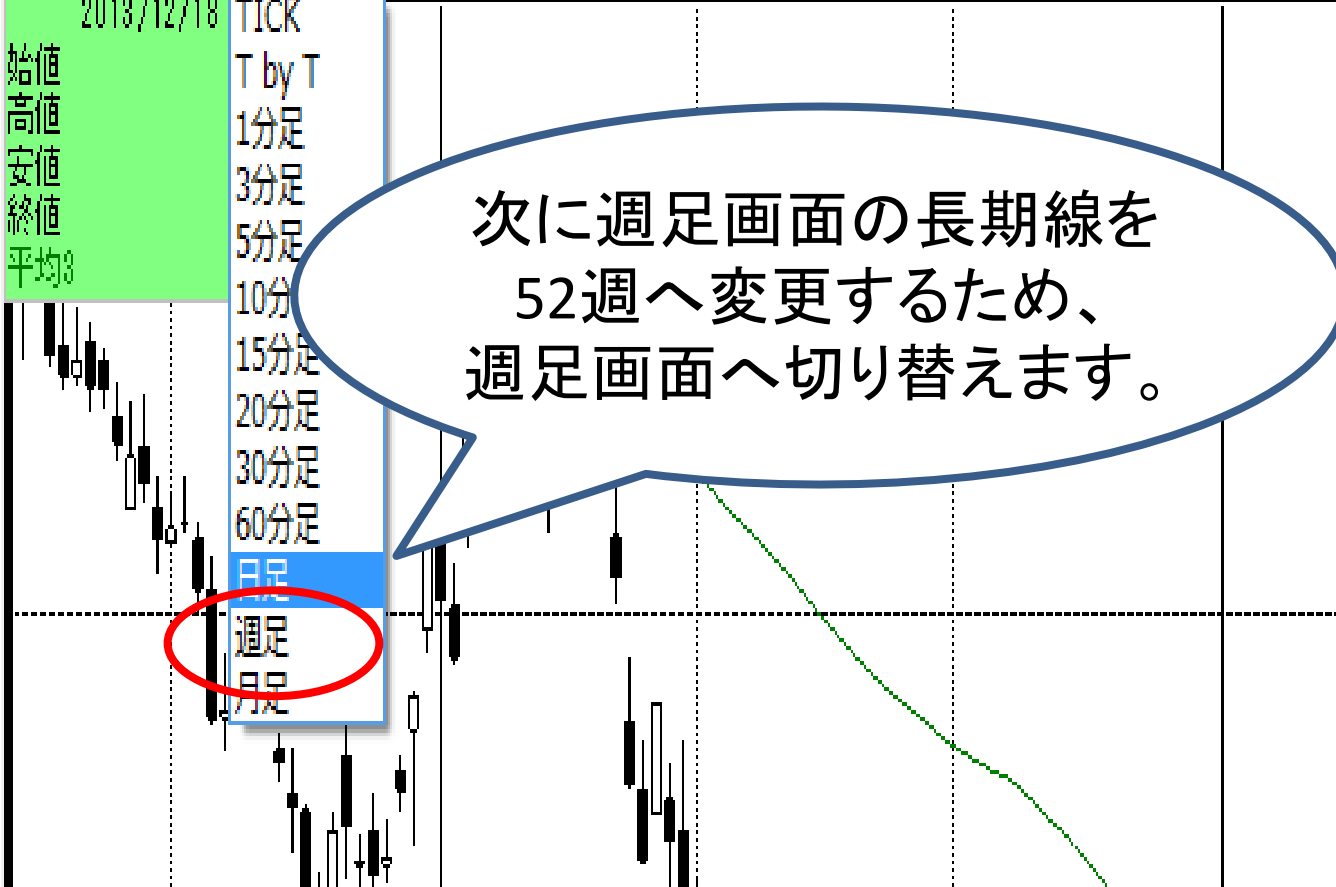 2013/12/18
始値
高値
安値
終値
平均3
TICK
T by T
1分足
3分足
5分足
10分
15分足
20分足
30分足
60分足
日足
週足
月足
次に週足画面の長期線を
52週へ変更するため、
週足画面へ切り替えます。